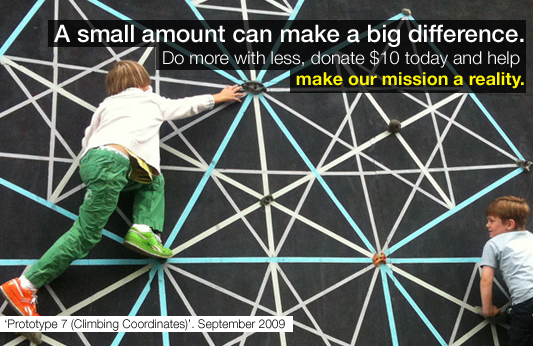 A small amount can make a big difference.
Do more with less, donate $10 today and help
make our mission a reality.
'Prototype 7 (Climbing Coordinates)'. September 2009